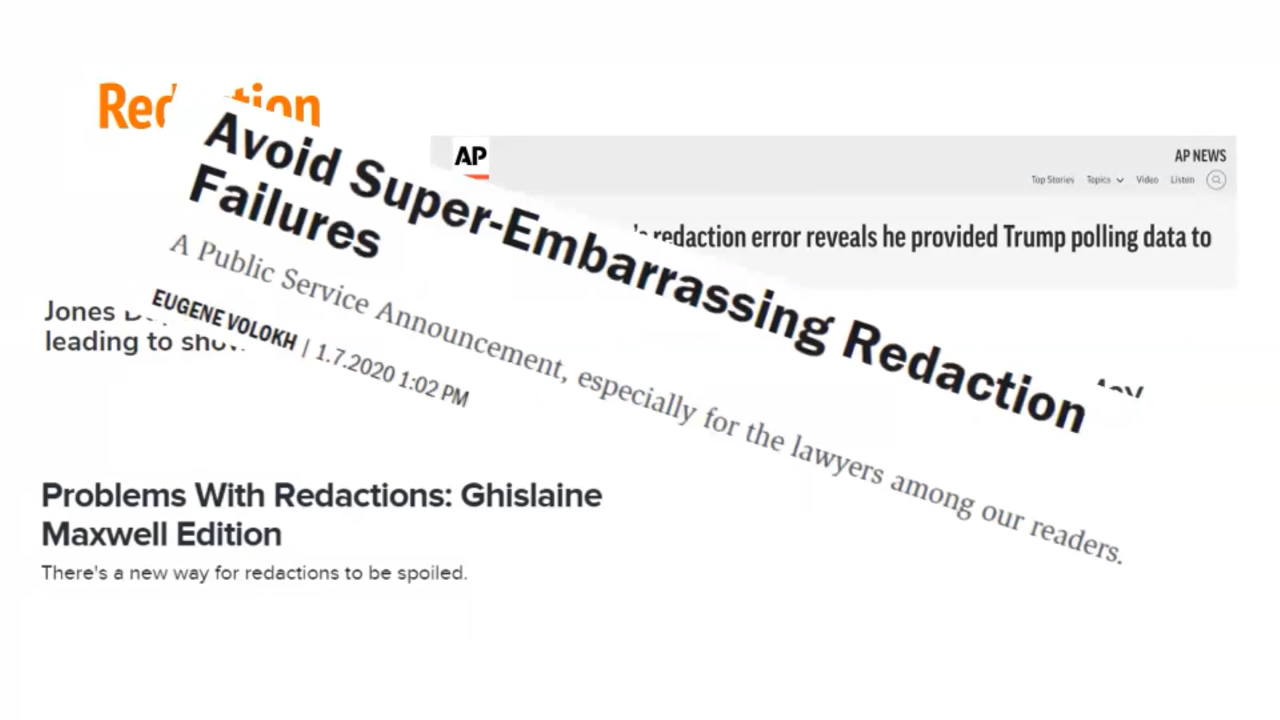 AP
AP NEWS
Top Stories Topics Video Listen
redaction error reveals he provided Trump polling data to
Avoid Super-Embarrassing Redaction
Failures
A Public Service Announcement, especially for the lawyers among our readers.
EUGENE VOLOKH | 1.7.2020 1:02 PM
Jones
leading to
Problems With Redactions: Ghislaine
Maxwell Edition
There's a new way for redactions to be spoiled.